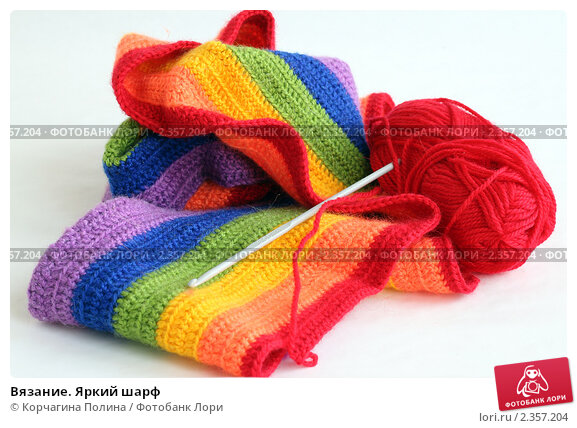 57.204 · ФОТОБАНК ЛОРИ · 2.357.204 · ФОТОБАНК ЛОРИ · 2.357.204 · ФОТОБАНК ЛОРИ · 2.357.204 · Ф
57.204 · ФОТОБАНК ЛОРИ · 2.357.204 · ФОТОБАНК ЛОРИ · 2.357.204 · ФОТОБАНК ЛОРИ · 2.357.204 · Ф
Вязание. Яркий шарф
© Корчагина Полина / Фотобанк Лори
ФОТОБАНК ЛОРИ
lori.ru / 2.357.204